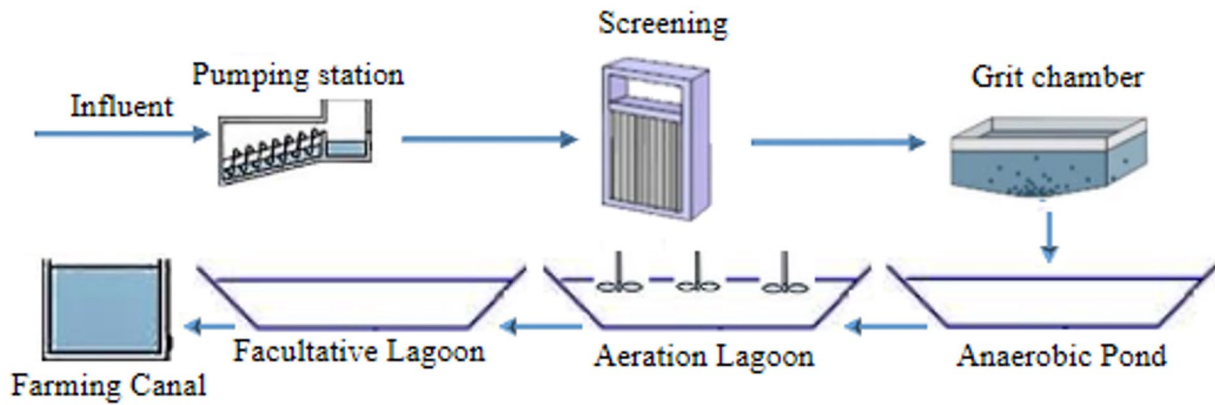 Screening
Pumping station
Grit chamber
Influent
Facultative Lagoon
Aeration Lagoon
Anaerobic Pond
Farming Canal